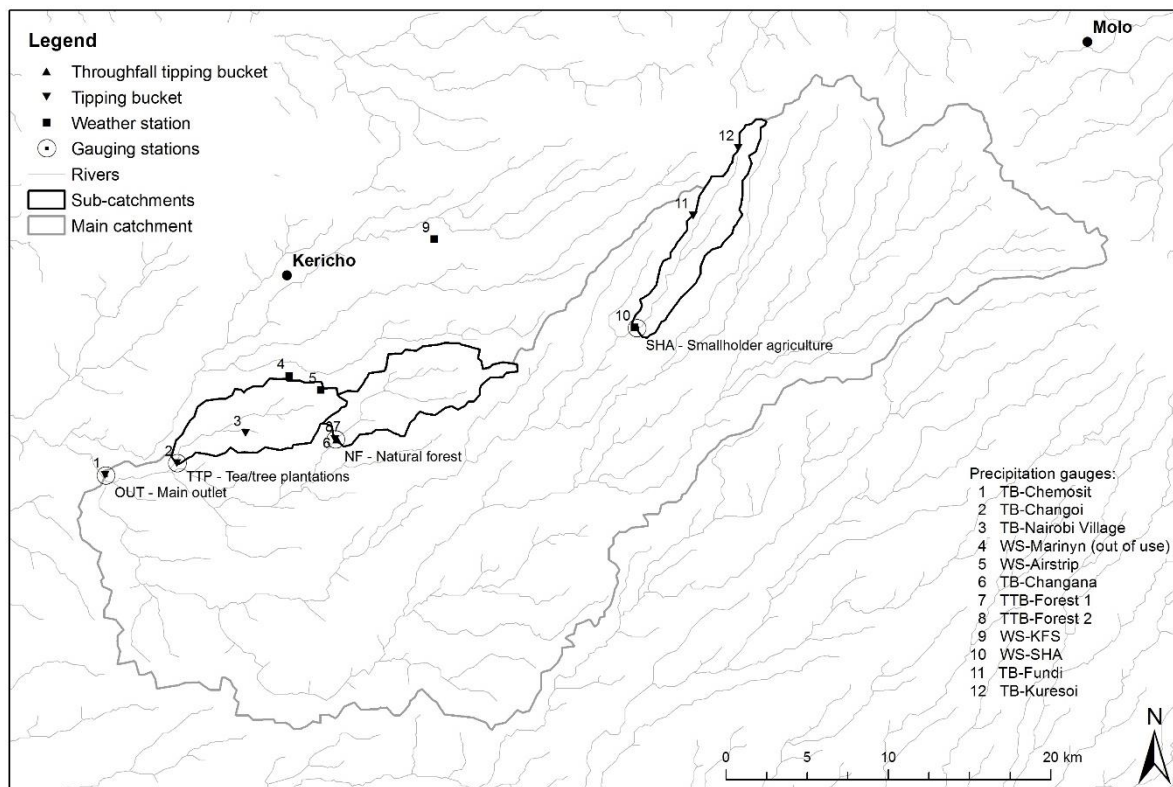 Molo
Legend
Throughfall tipping bucket
Tipping bucket
Weather station
Gauging stations
Rivers
Sub-catchments
Main catchment
12
11
9
Kericho
10
SHA - Smallholder agriculture
4
5
3
87
6
NF - Natural forest
2
TTP - Tea/tree plantations
1
OUT - Main outlet
Precipitation gauges:
1 TB-Chemosit
2 TB-Changoi
3 TB-Nairobi Village
4 WS-Marinyn (out of use)
5 WS-Airstrip
6 TB-Changana
7 TTB-Forest 1
8 TTB-Forest 2
9 WS-KFS
10 WS-SHA
11 TB-Fundi
12 TB-Kuresoi
N
0 5 10 20 km